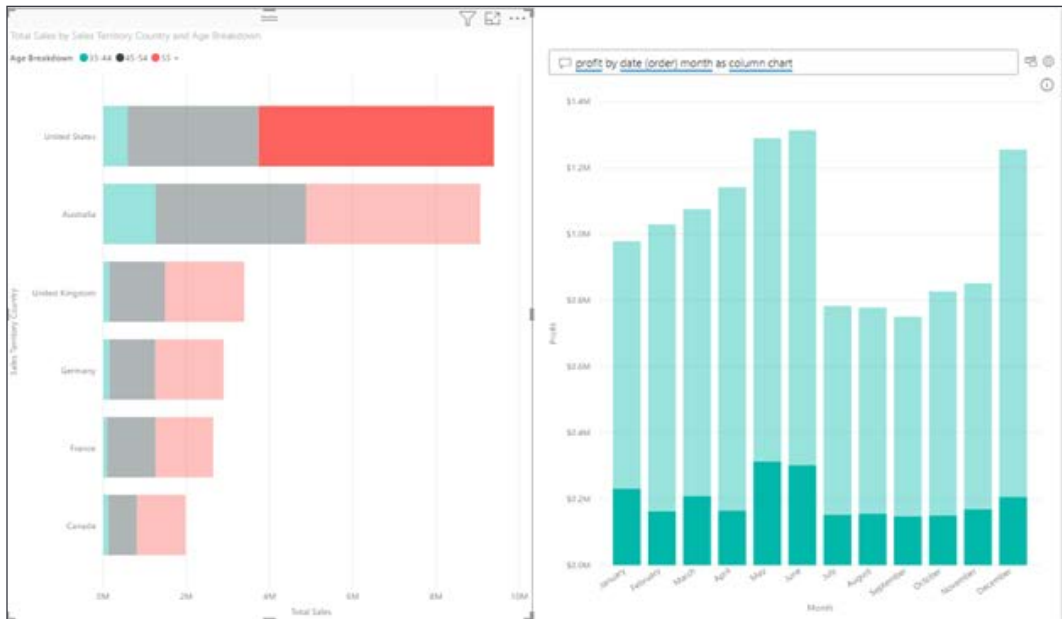 Total Sales by Sales Territory Country and Age Breakdown
Age Breakdown 35-44 45-54 55 +
United States
Australia
United Kingdom
Germany
France
Canada
Sales Territory Country
0M 2M 4M 6M 8M 10M
Total Sales
profit by date (order) month as column chart
$1.4M
$1.2M
$1.0M
$0.8M
$0.6M
$0.4M
$0.2M
$0.0M
Profit
January February March April May June July August September October November December
Month